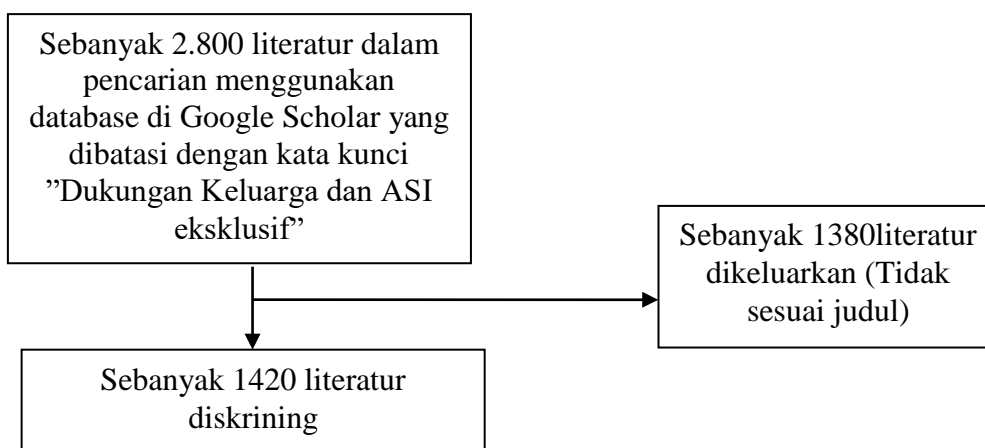 Sebanyak 2.800 literatur dalam
pencarian menggunakan
database di Google Scholar yang
dibatasi dengan kata kunci
”Dukungan Keluarga dan ASI
eksklusif”
Sebanyak 1380literatur
dikeluarkan (Tidak
sesuai judul)
Sebanyak 1420 literatur
diskrining